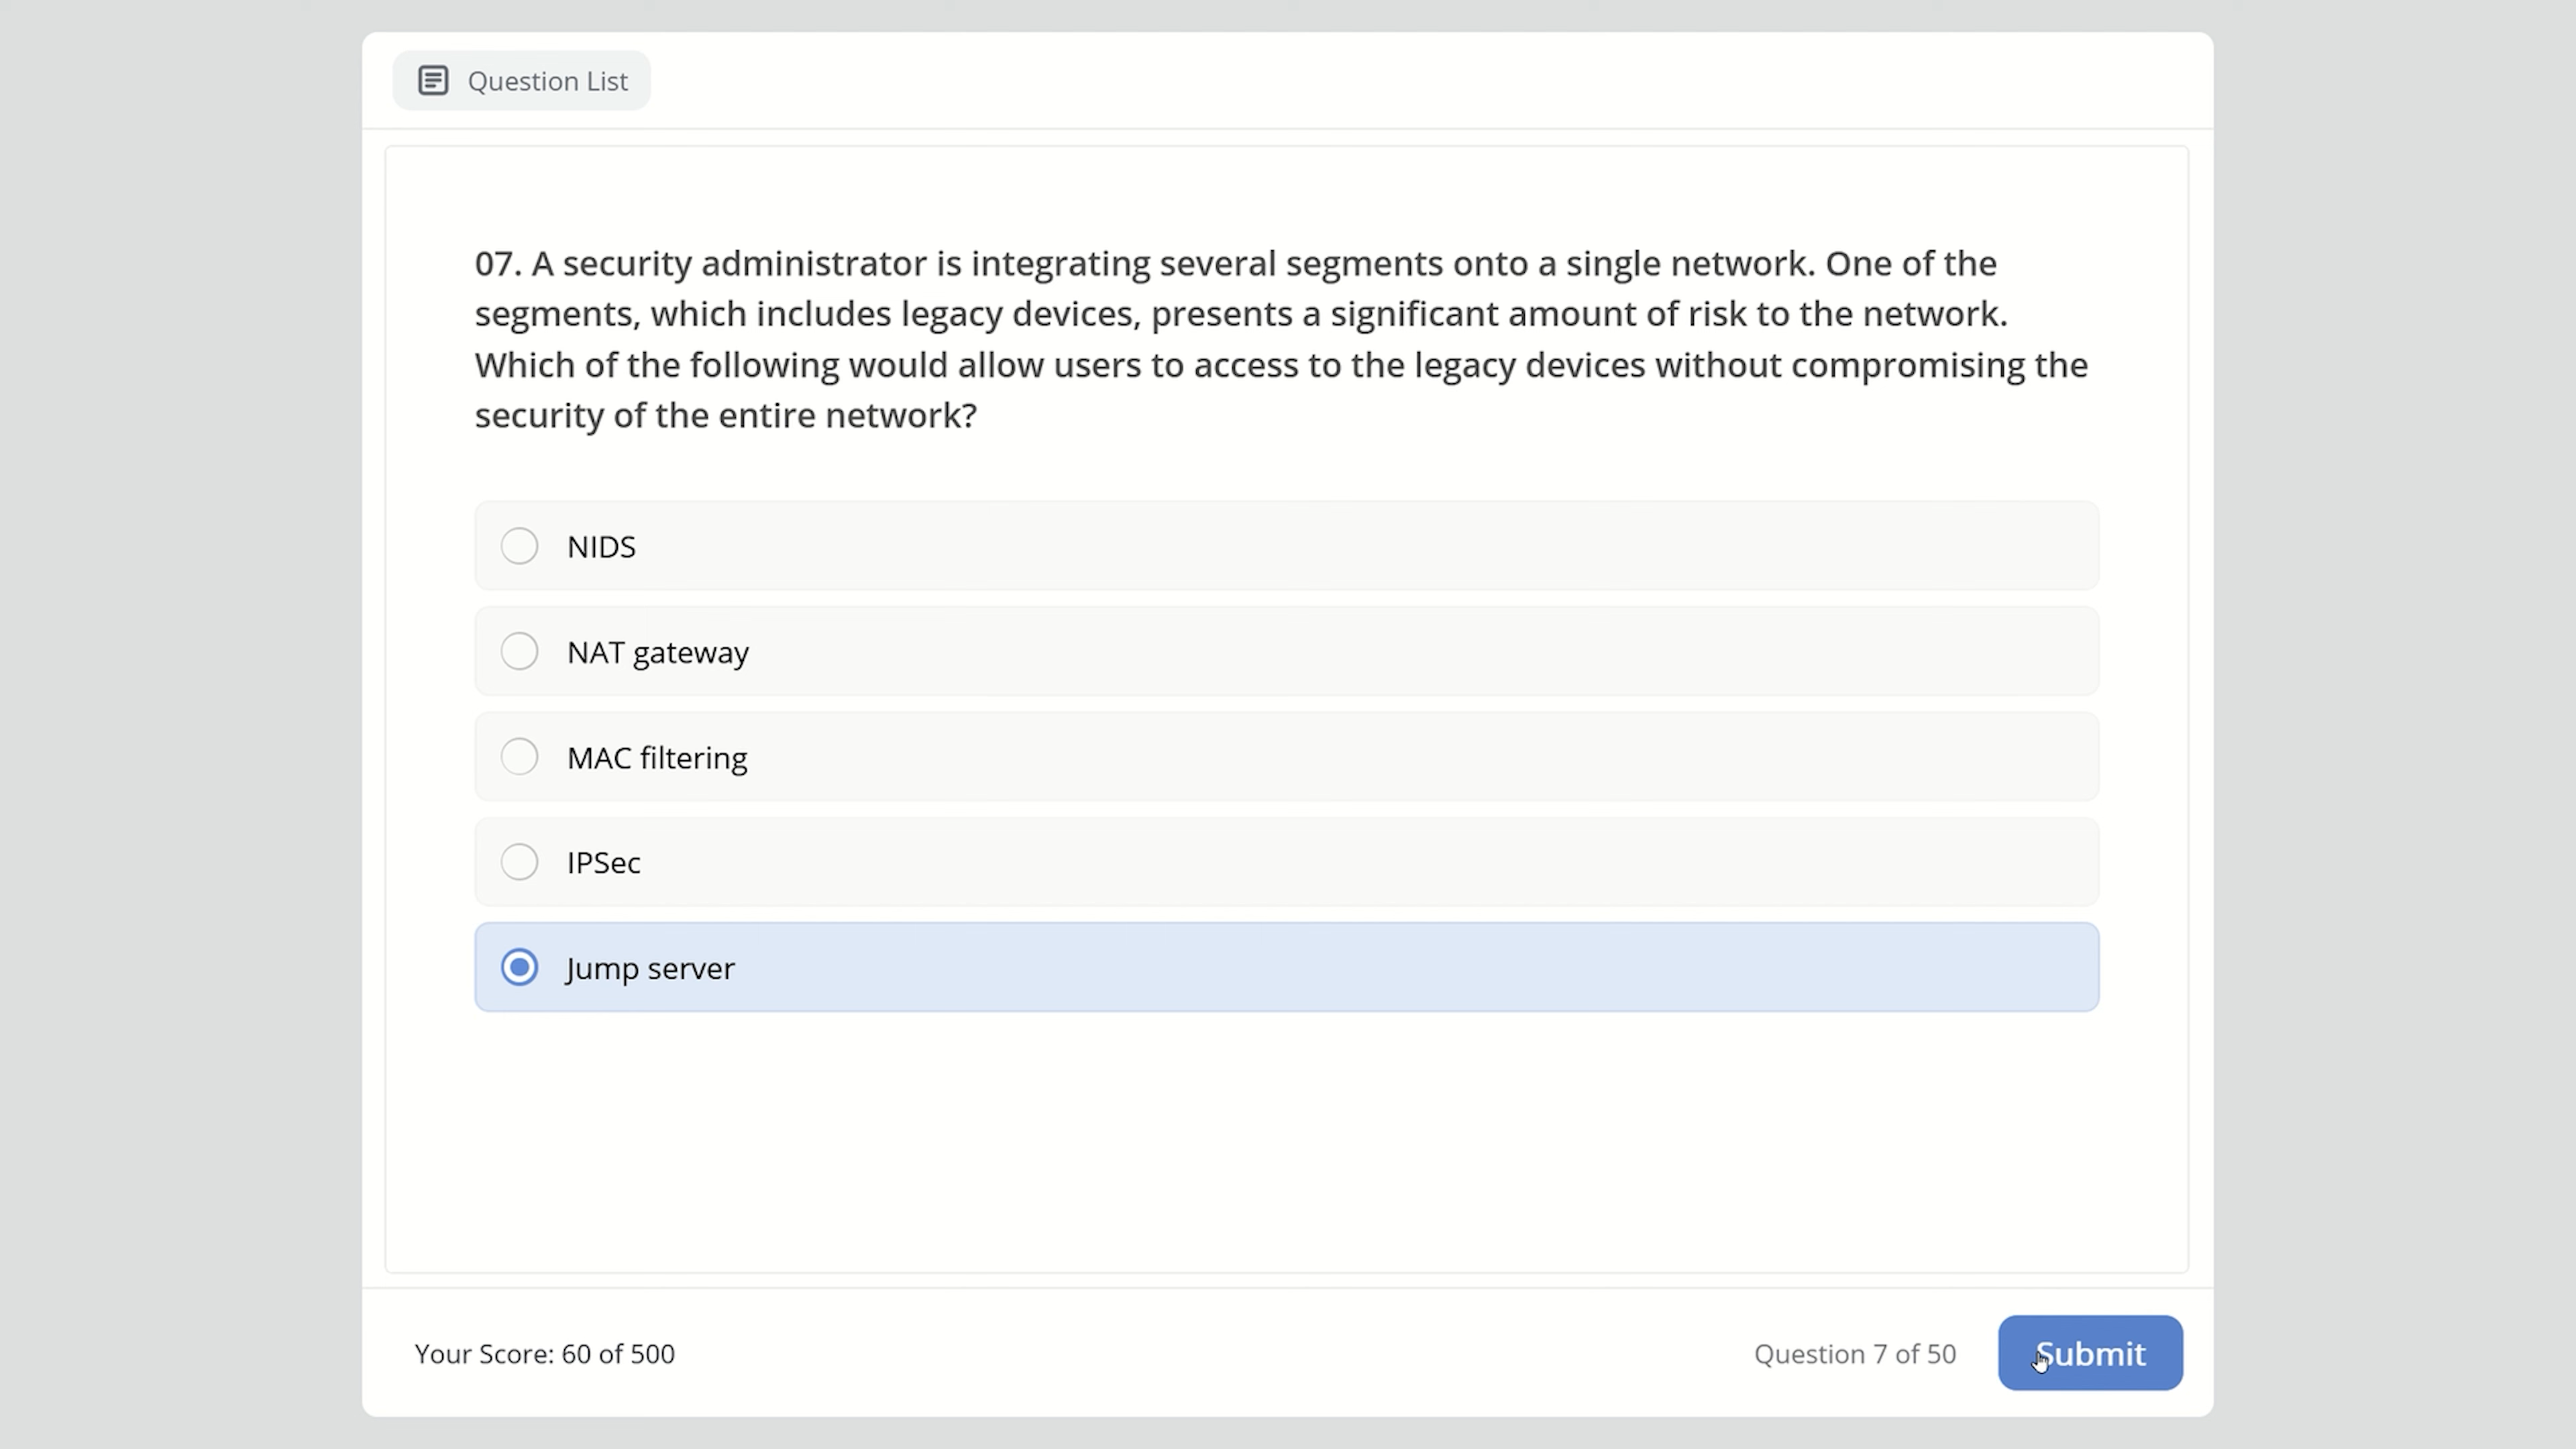 Question List
07. A security administrator is integrating several segments onto a single network. One of the
segments, which includes legacy devices, presents a significant amount of risk to the network.
Which of the following would allow users to access to the legacy devices without compromising the
security of the entire network?
NIDS
NAT gateway
MAC filtering
IPSec
Jump server
Your Score: 60 of 500
Question 7 of 50
Submit